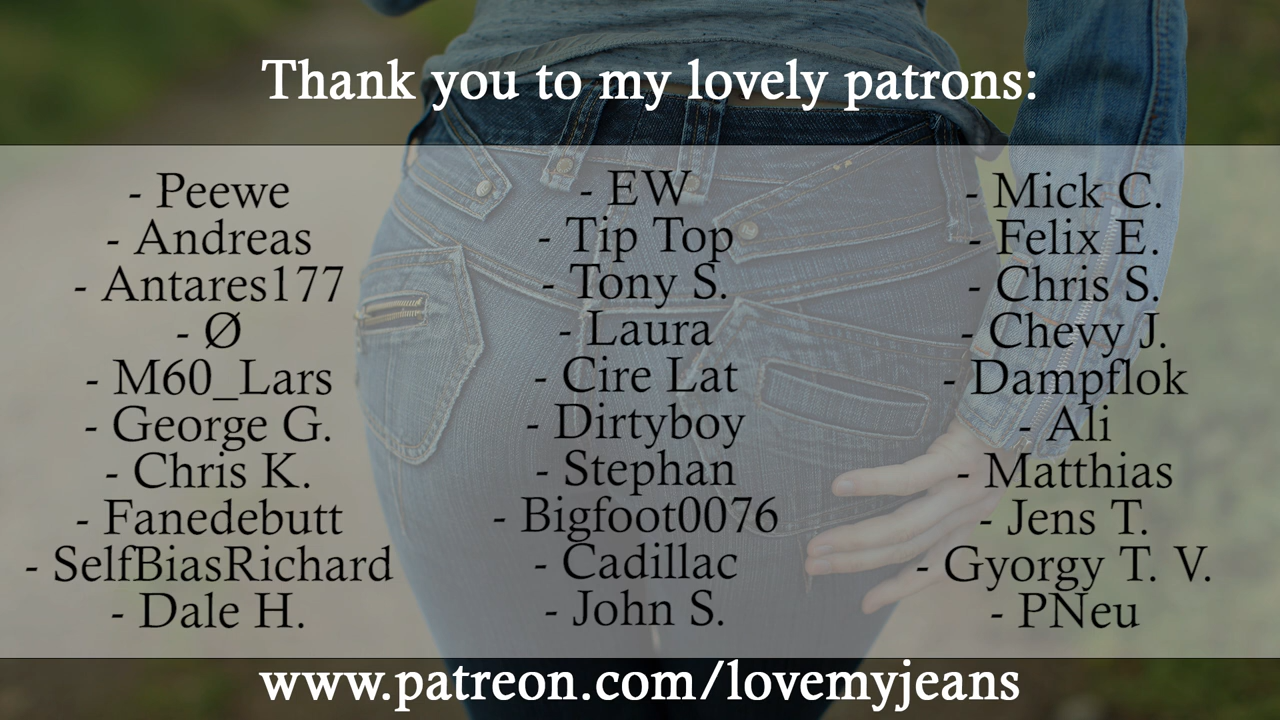 Thank you to my lovely patrons:
- Peewe
- Andreas
- Antares177
- Ø
- M60_Lars
- George G.
- Chris K.
- Fanedebutt
- SelfBiasRichard
- Dale H.
- EW
- Tip Top
- Tony S.
- Laura
- Cire Lat
- Dirtyboy
- Stephan
- Bigfoot0076
- Cadillac
- John S.
- Mick C.
- Felix E.
- Chris S.
- Chevy J.
- Dampflok
- Ali
- Matthias
- Jens T.
- Gyorgy T. V.
- PNeu
www.patreon.com/lovemyjeans